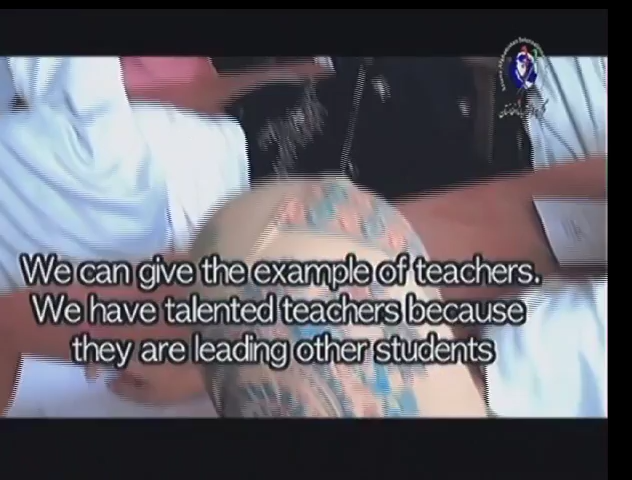 We can give the example of teachers.
We have talented teachers because
they are leading other students